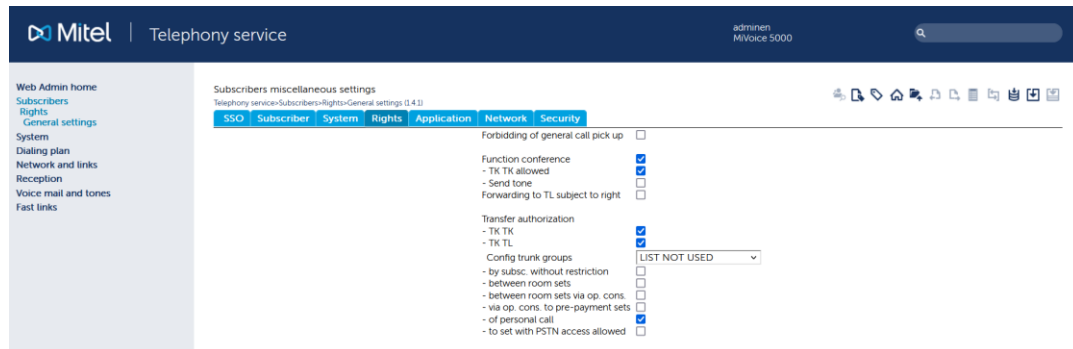 Mitel | Telephony service
adminen
MiVoice 5000
Web Admin home
Subscribers
Rights
General settings
System
Dialing plan
Network and links
Reception
Voice mail and tones
Fast links
Subscribers miscellaneous settings
Telephony service>Subscribers>Rights>General settings (1.4.1)
SSO Subscriber System Rights Application Network Security
Forbidding of general call pick up
Function conference
- TK TK allowed
- Send tone
Forwarding to TL subject to right
Transfer authorization
- TK TK
- TK TL
Config trunk groups LIST NOT USED
- by subsc. without restriction
- between room sets
- between room sets via op. cons.
- via op. cons. to pre-payment sets
- of personal call
- to set with PSTN access allowed